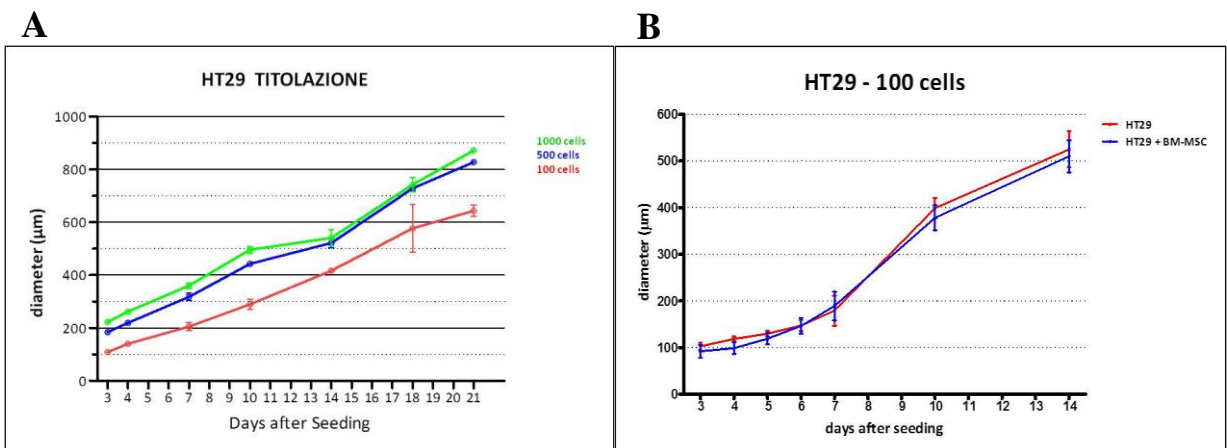 A
HT29 TITOLAZIONE
1000
800
600
400
200
0
diameter (µm)
3 4 5 6 7 8 9 10 11 12 13 14 15 16 17 18 19 20 21
Days after Seeding
1000 cells
500 cells
100 cells
B
HT29 - 100 cells
600
500
400
300
200
100
0
diameter (µm)
3 4 5 6 7 8 9 10 11 12 13 14
days after seeding
HT29
HT29 + BM-MSC